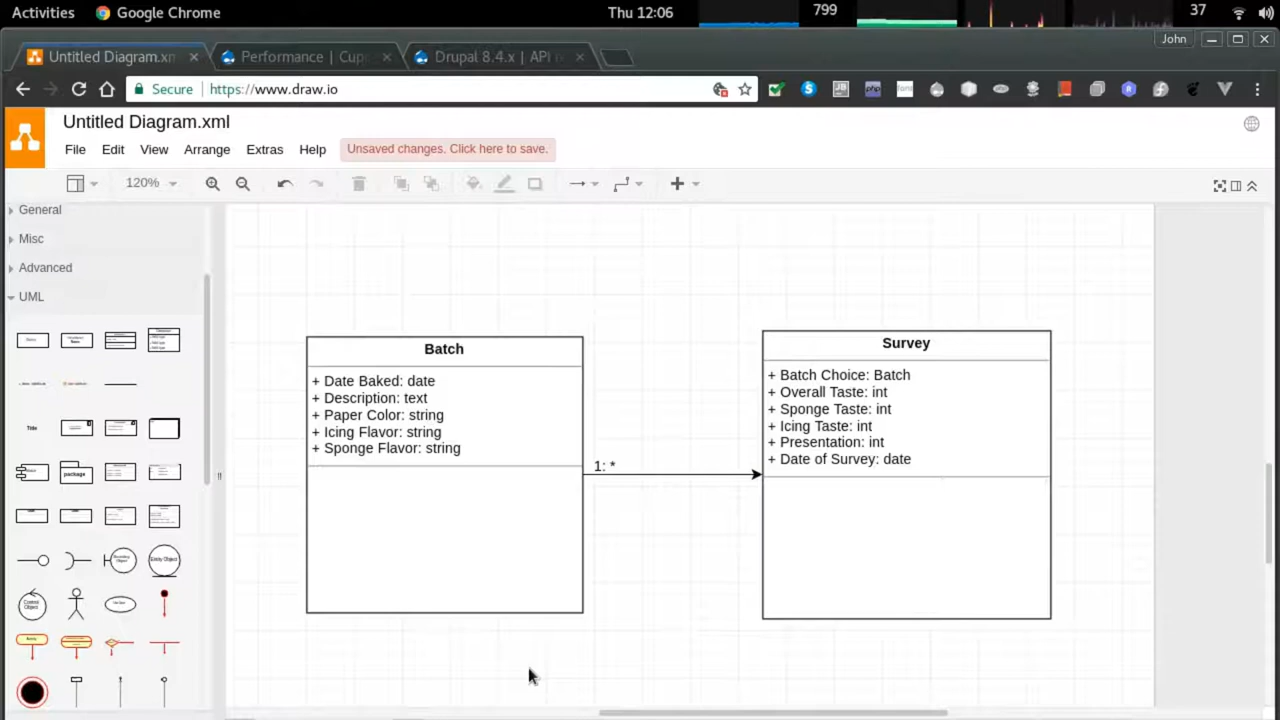 Activities Google Chrome Thu 12:06 799 37
Untitled Diagram.xm Performance | Cup Drupal 8.4.x | API John
Secure https://www.draw.io
Untitled Diagram.xml
File Edit View Arrange Extras Help Unsaved changes. Click here to save.
120%
General
Misc
Advanced
UML
Title
package
Batch
+ Date Baked: date
+ Description: text
+ Paper Color: string
+ Icing Flavor: string
+ Sponge Flavor: string
1: *
Survey
+ Batch Choice: Batch
+ Overall Taste: int
+ Sponge Taste: int
+ Icing Taste: int
+ Presentation: int
+ Date of Survey: date